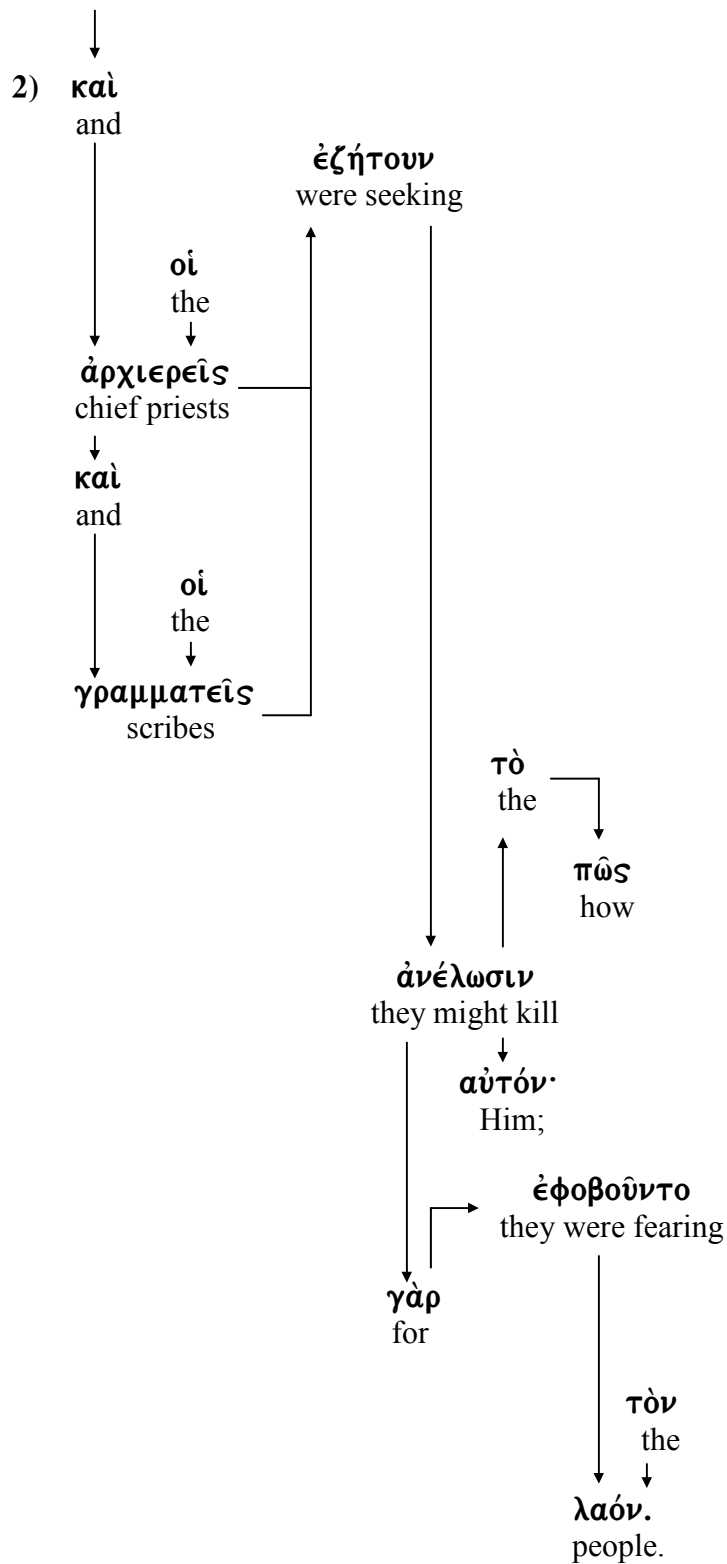 2) καὶ
and
ἐζήτουν
were seeking
οἱ
the
ἀρχιερεῖς
chief priests
καὶ
and
οἱ
the
γραμματεῖς
scribes
τὸ
the
πῶς
how
ἀνέλωσιν
they might kill
αὐτόν·
Him;
ἐφοβοῦντο
they were fearing
γὰρ
for
τὸν
the
λαόν.
people.